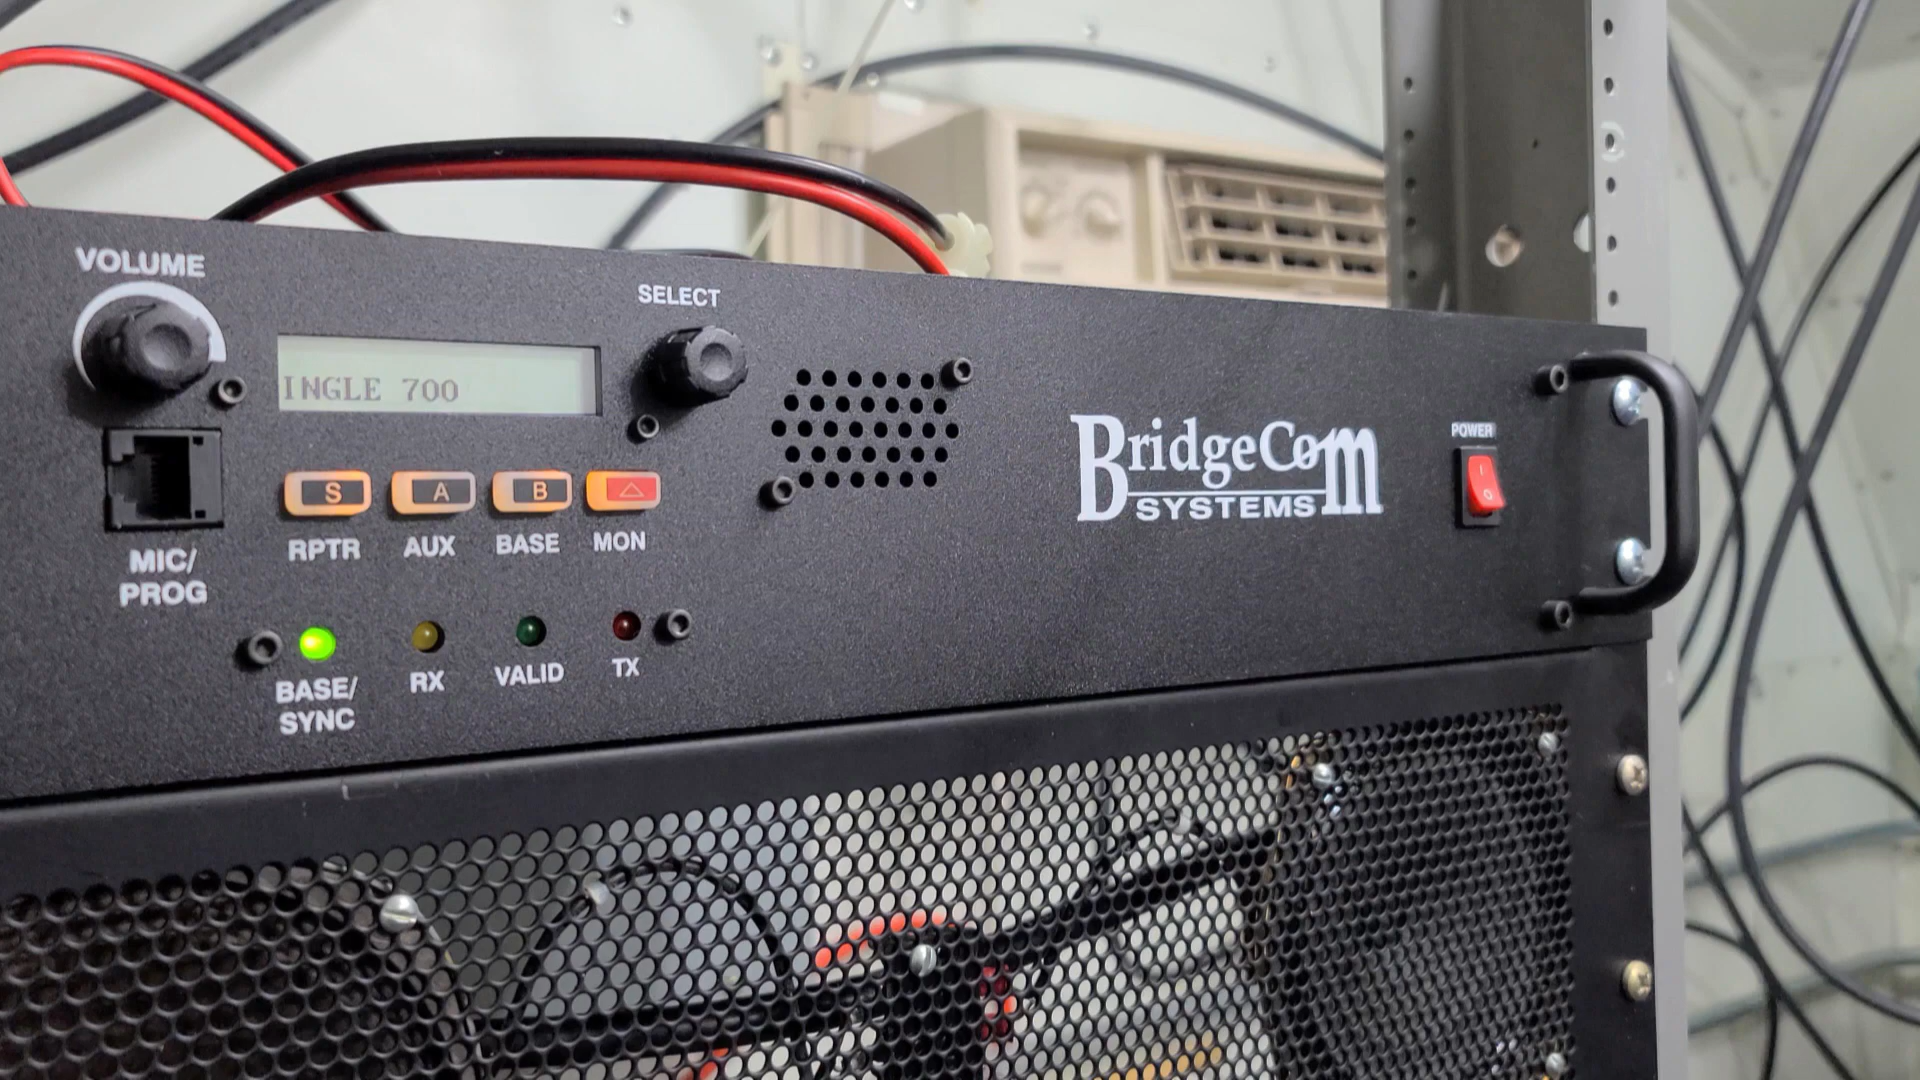 VOLUME
SELECT
INGLE 700
S A B
RPTR AUX BASE MON
MIC/
PROG
BASE/
SYNC
RX
VALID
TX
BridgeCom
SYSTEMS
POWER
I
O